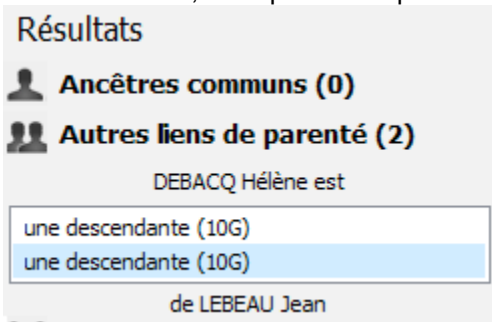 Résultats
Ancêtres communs (0)
Autres liens de parenté (2)
DEBACQ Hélène est
une descendante (10G)
une descendante (10G)
de LEBEAU Jean